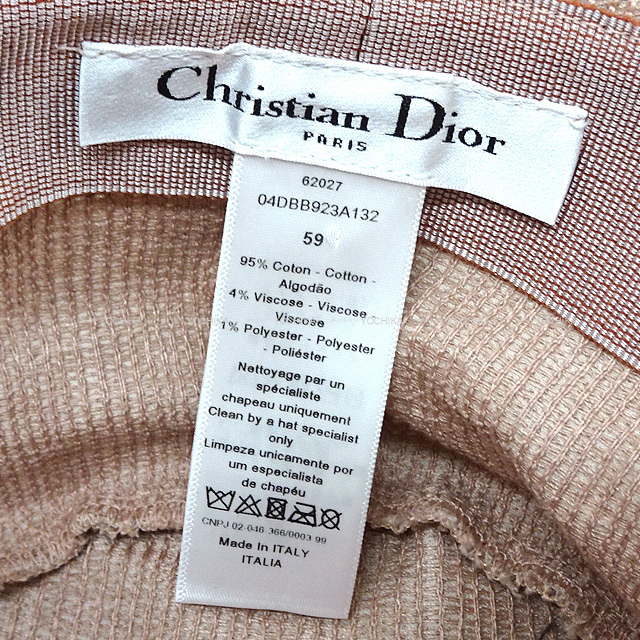 Christian Dior
PARIS
62027
04DBB923A132
59
95% Coton - Cotton -
Algodão
4% Viscose - Viscose
Viscose
1% Polyester - Polyester
- Poliéster
Nettoyage par un
spécialiste
chapeau uniquement
Clean by a hat specialist
only
Limpeza unicamente por
um especialista
de chapéu
CNPJ 02-046 366/0003 99
Made In ITALY
ITALIA